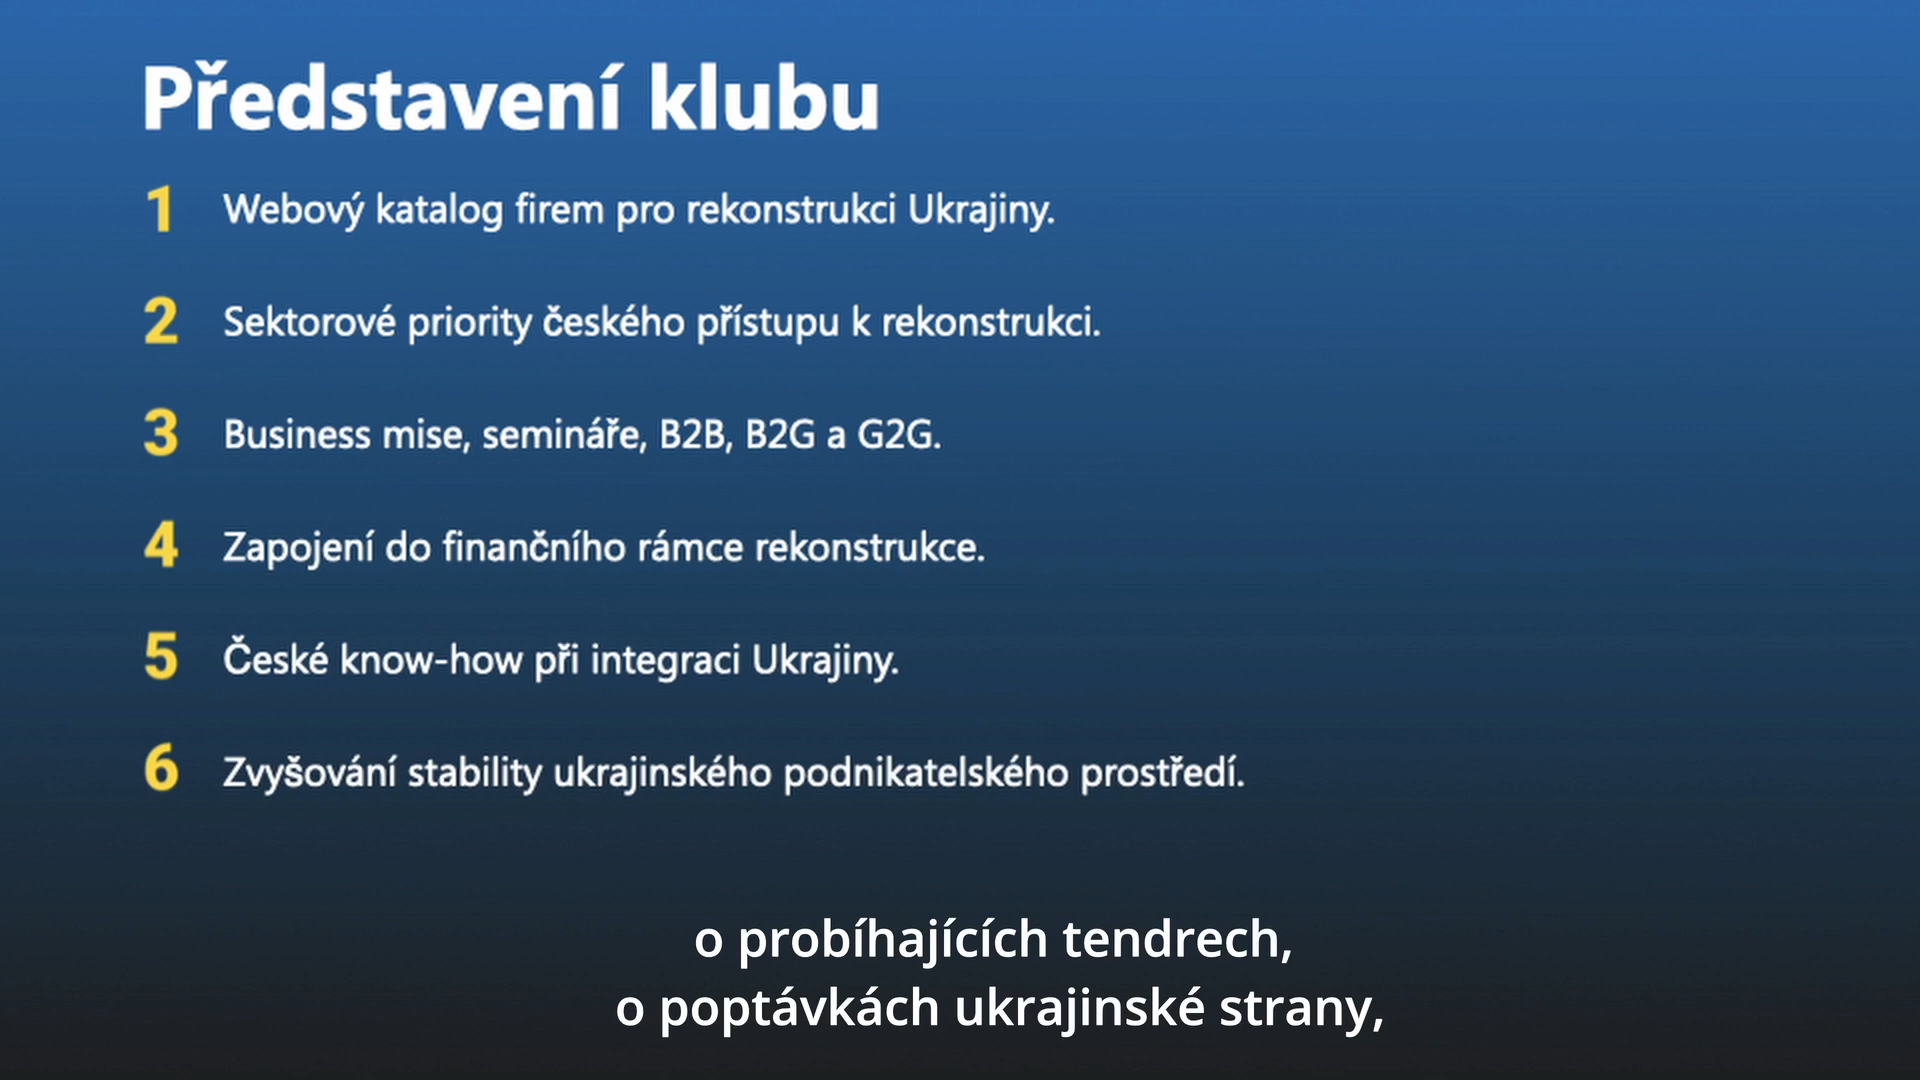 Představení klubu
1 Webový katalog firem pro rekonstrukci Ukrajiny.
2 Sektorové priority českého přístupu k rekonstrukci.
3 Business mise, semináře, B2B, B2G a G2G.
4 Zapojení do finančního rámce rekonstrukce.
5 České know-how při integraci Ukrajiny.
6 Zvyšování stability ukrajinského podnikatelského prostředí.
o probíhajících tendrech,
o poptávkách ukrajinské strany,